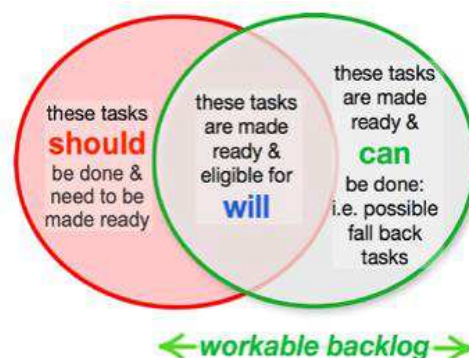 these tasks
should
be done &
need to be
made ready
these tasks
are made
ready &
eligible for
will
these tasks
are made
ready &
can
be done:
i.e. possible
fall back
tasks
workable backlog